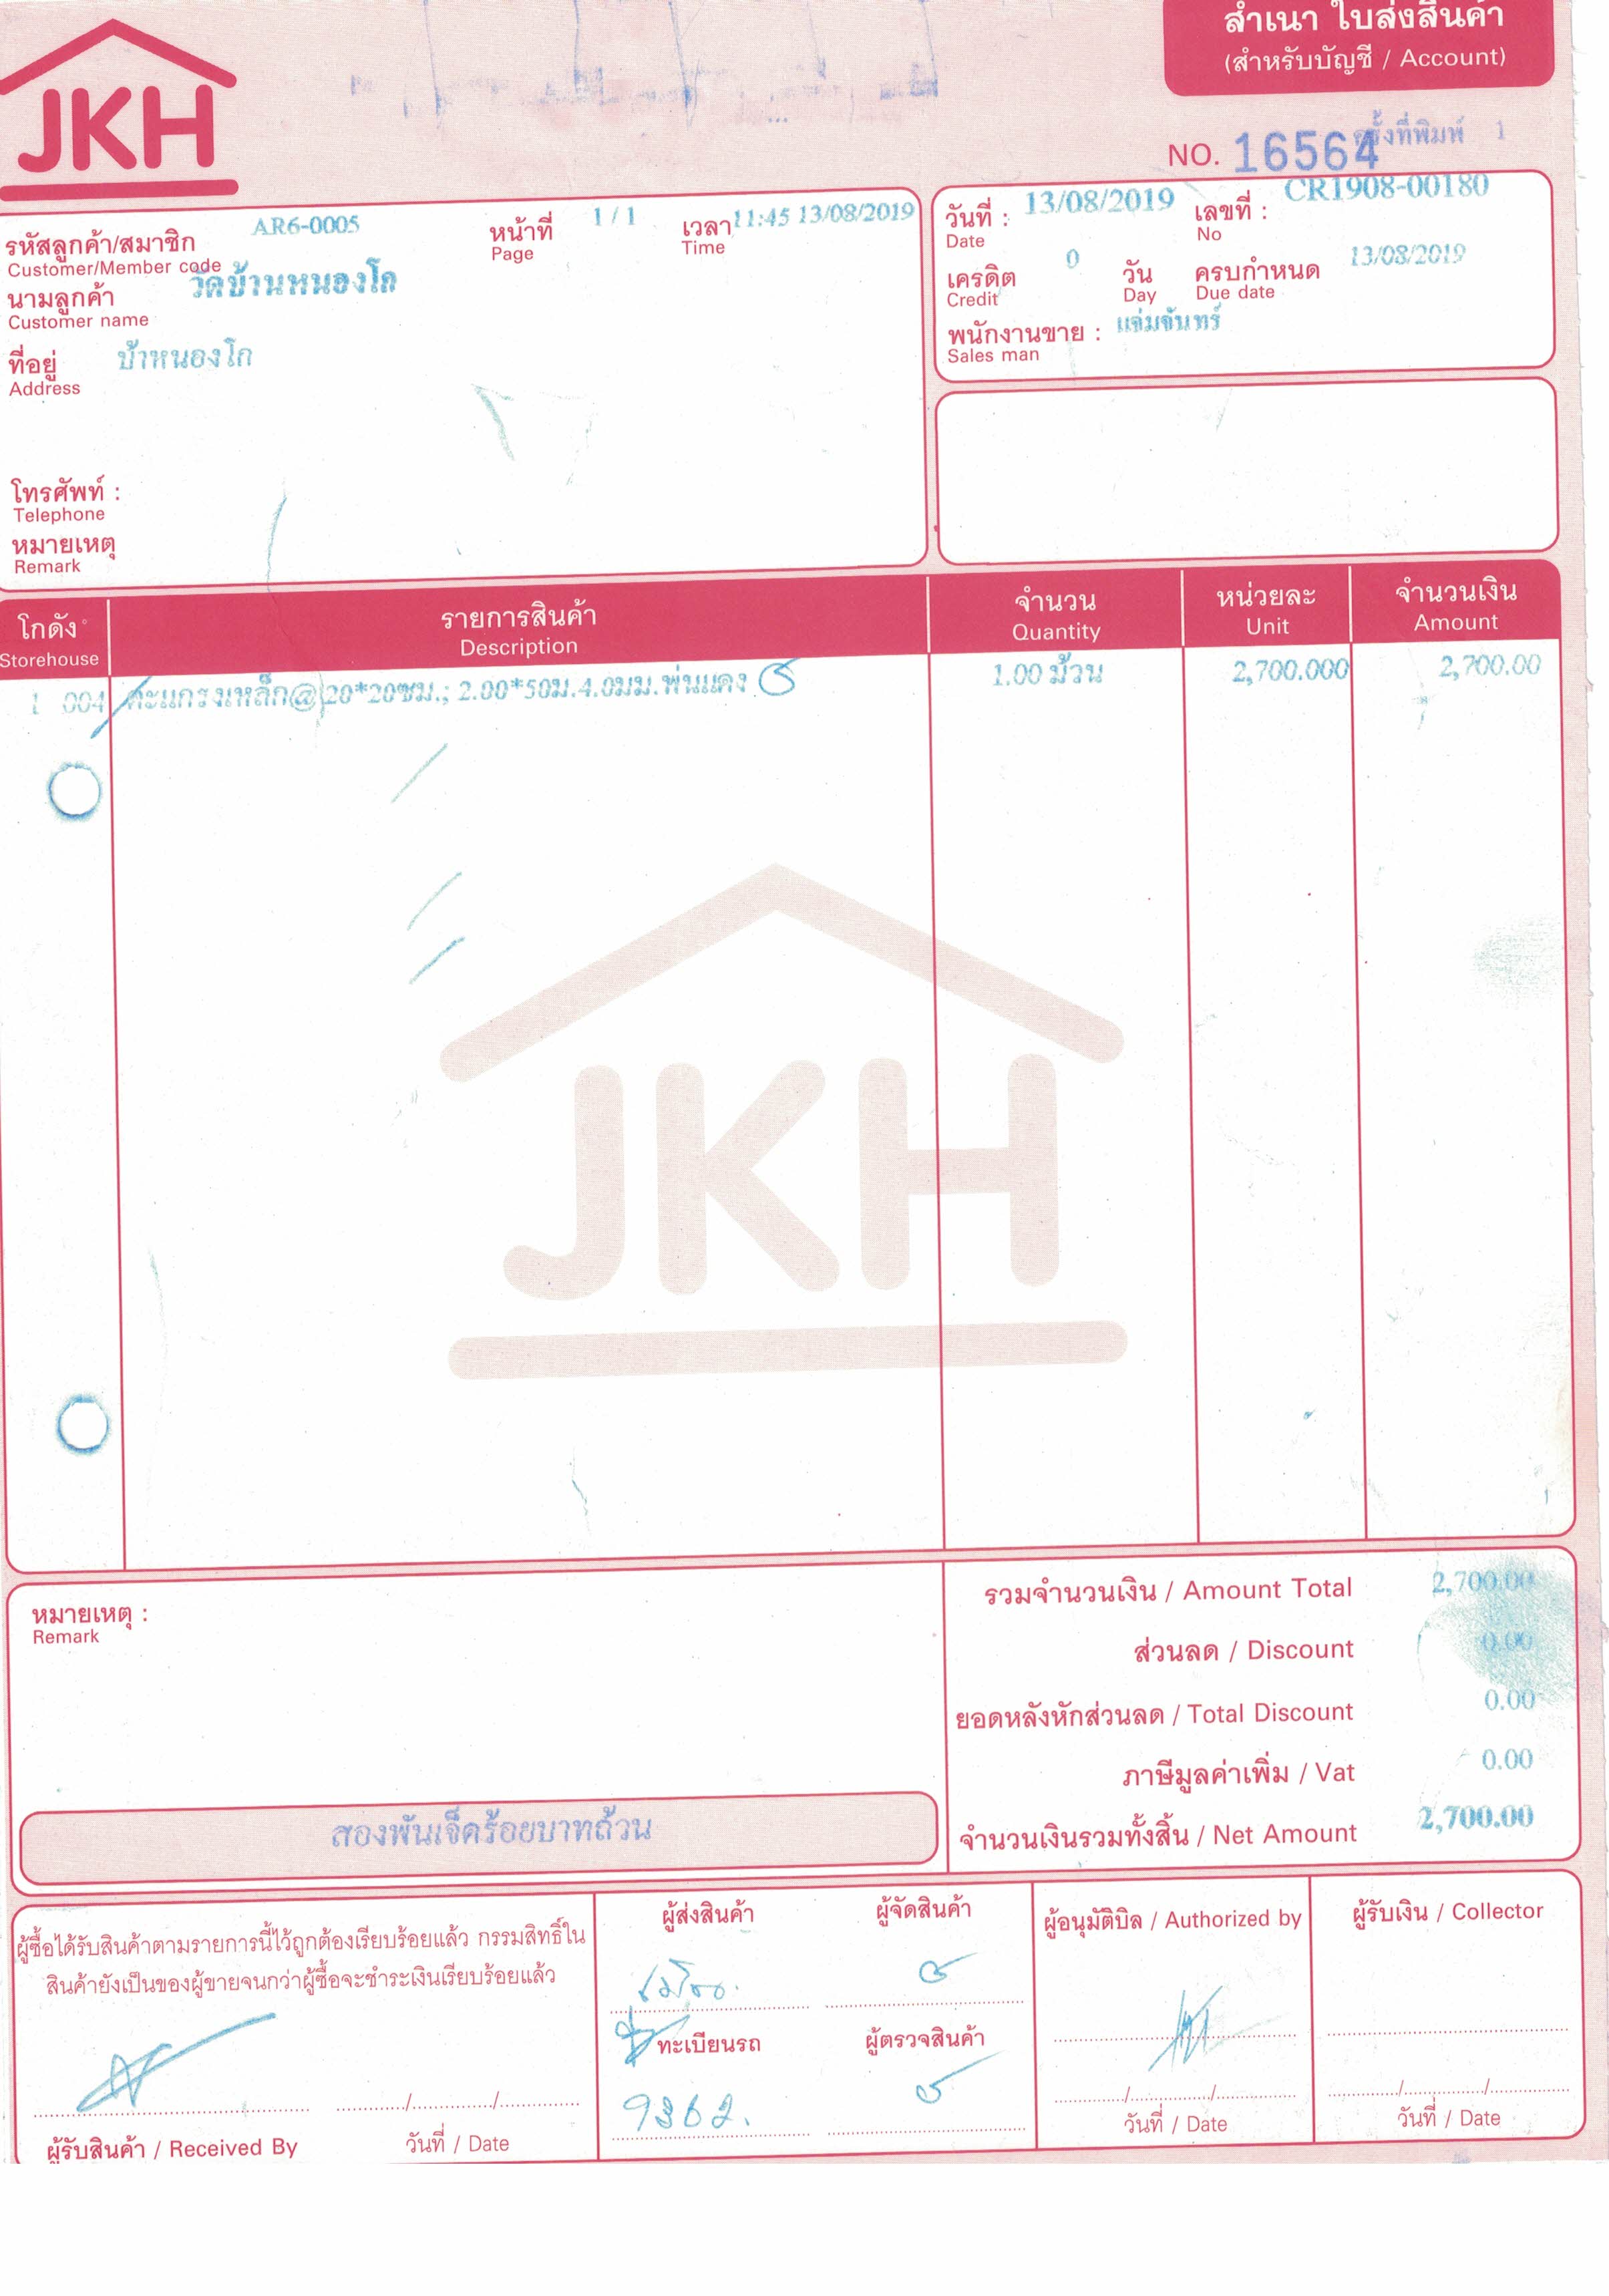 สำเนา ใบส่งสินค้า
(สำหรับบัญชี / Account)
JKH
NO. 16564 ครั้งที่พิมพ์ 1
รหัสลูกค้า/สมาชิก AR6-0005 หน้าที่ 1 / 1 เวลา 11:45 13/08/2019
Customer/Member code Page Time
นามลูกค้า วัดบ้านหนองโก
Customer name
ที่อยู่ บ้าหนองโก
Address
โทรศัพท์ :
Telephone
หมายเหตุ
Remark
วันที่ : 13/08/2019 เลขที่ : CR1908-00180
Date No
เครดิต 0 วัน ครบกำหนด 13/08/2019
Credit Day Due date
พนักงานขาย : แจ่มจันทร์
Sales man
โกดัง รายการสินค้า จำนวน หน่วยละ จำนวนเงิน
Storehouse Description Quantity Unit Amount
1 004 ตะแกรงเหล็ก@20*20ซม.; 2.00*50ม.4.0มม.พ่นแดง 1.00 ม้วน 2,700.000 2,700.00
JKH
หมายเหตุ :
Remark
รวมจำนวนเงิน / Amount Total 2,700.00
ส่วนลด / Discount 0.00
ยอดหลังหักส่วนลด / Total Discount 0.00
ภาษีมูลค่าเพิ่ม / Vat 0.00
สองพันเจ็ดร้อยบาทถ้วน
จำนวนเงินรวมทั้งสิ้น / Net Amount 2,700.00
ผู้ซื้อได้รับสินค้าตามรายการนี้ไว้ถูกต้องเรียบร้อยแล้ว กรรมสิทธิ์ใน
สินค้ายังเป็นของผู้ขายจนกว่าผู้ซื้อจะชำระเงินเรียบร้อยแล้ว
ผู้รับสินค้า / Received By วันที่ / Date
ผู้ส่งสินค้า ผู้จัดสินค้า
ทะเบียนรถ ผู้ตรวจสินค้า
9362.
ผู้อนุมัติบิล / Authorized by
วันที่ / Date
ผู้รับเงิน / Collector
วันที่ / Date